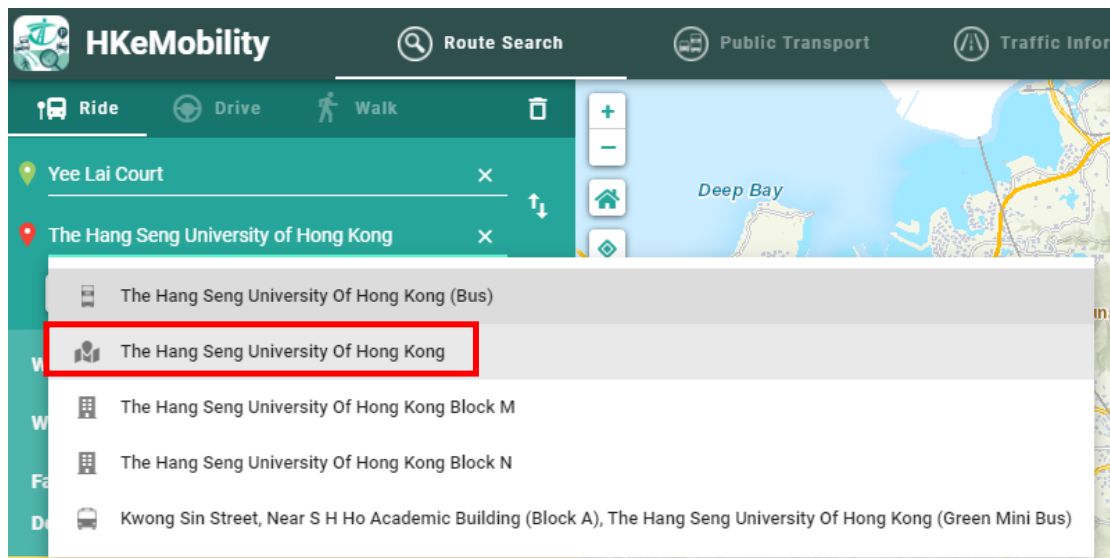 HKeMobility
Route Search
Public Transport
Traffic Infor
Ride
Drive
Walk
Yee Lai Court
The Hang Seng University of Hong Kong
Deep Bay
The Hang Seng University Of Hong Kong (Bus)
The Hang Seng University Of Hong Kong
The Hang Seng University Of Hong Kong Block M
The Hang Seng University Of Hong Kong Block N
Kwong Sin Street, Near S H Ho Academic Building (Block A), The Hang Seng University Of Hong Kong (Green Mini Bus)